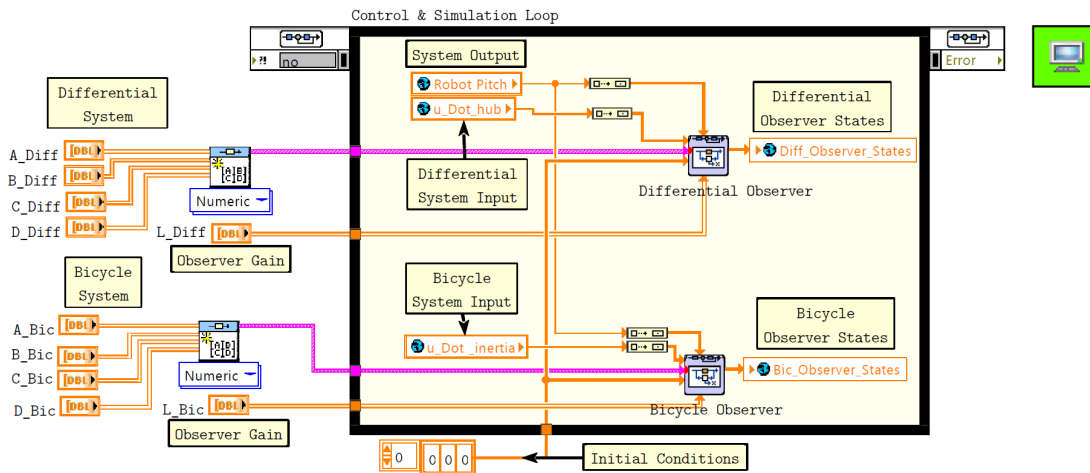 Control & Simulation Loop
?! no
Error
System Output
Robot Pitch
u_Dot_hub
Differential
System Input
Differential
Observer States
Diff_Observer_States
Differential Observer
Differential
System
A_Diff
B_Diff
C_Diff
D_Diff
[DBL]
[DBL]
[DBL]
[DBL]
[A][B]
[C][D]
Numeric
L_Diff [DBL]
Observer Gain
Bicycle
System
A_Bic
B_Bic
C_Bic
D_Bic
[DBL]
[DBL]
[DBL]
[DBL]
[A][B]
[C][D]
Numeric
L_Bic [DBL]
Observer Gain
Bicycle
System Input
u_Dot _inertia
Bicycle
Observer States
Bic_Observer_States
Bicycle Observer
0 0 0 0
Initial Conditions